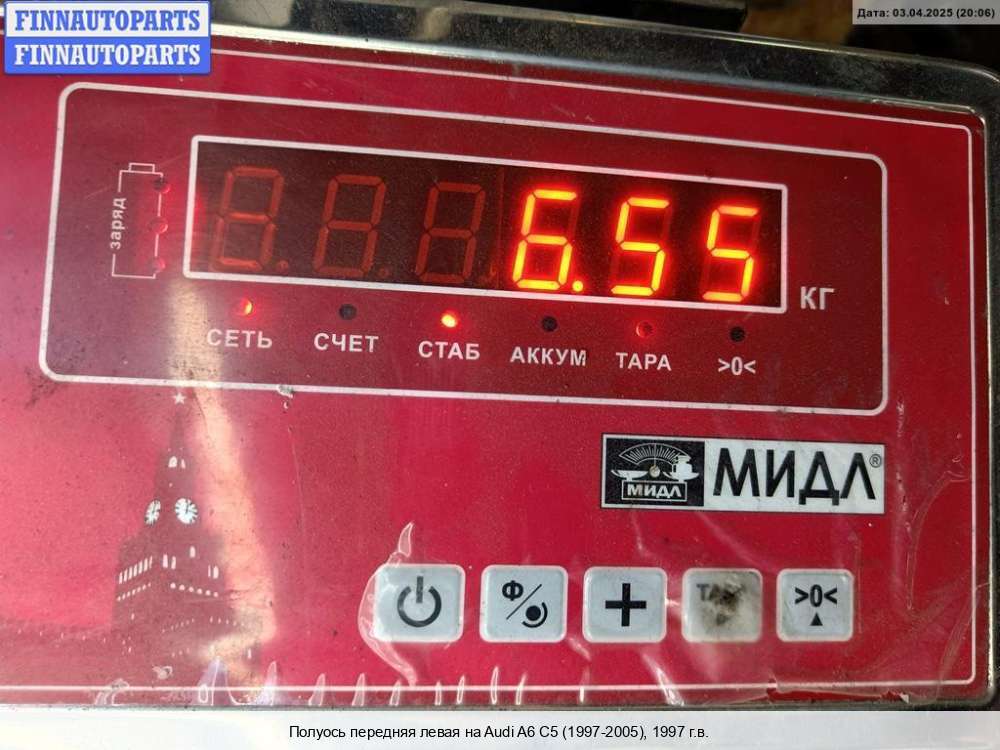 FINNAUTOPARTS
FINNAUTOPARTS
Дата: 03.04.2025 (20:06)
заряд
6.55
КГ
СЕТЬ СЧЕТ СТАБ АККУМ ТАРА >0<
МИДЛ МИДЛ®
Ф >0<
Полуось передняя левая на Audi A6 C5 (1997-2005), 1997 г.в.